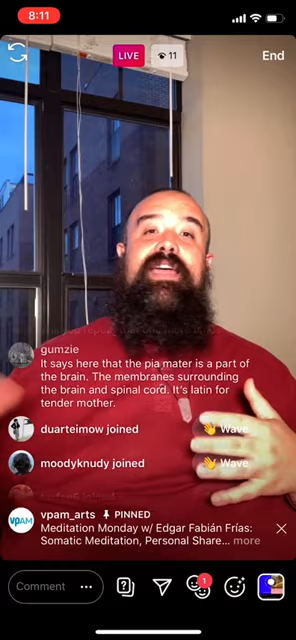 8:11
LIVE
11
End
gumzie
It says here that the pia mater is a part
of the brain. The membranes surrounding
the brain and spinal cord. It's latin for
tender mother.
duarteimow joined
👋 Wave
moodyknudy joined
👋 Wave
joined
vpam_arts PINNED
VPAM
Meditation Monday w/ Edgar Fabián Frías:
Somatic Meditation, Personal Share... more
Comment
1